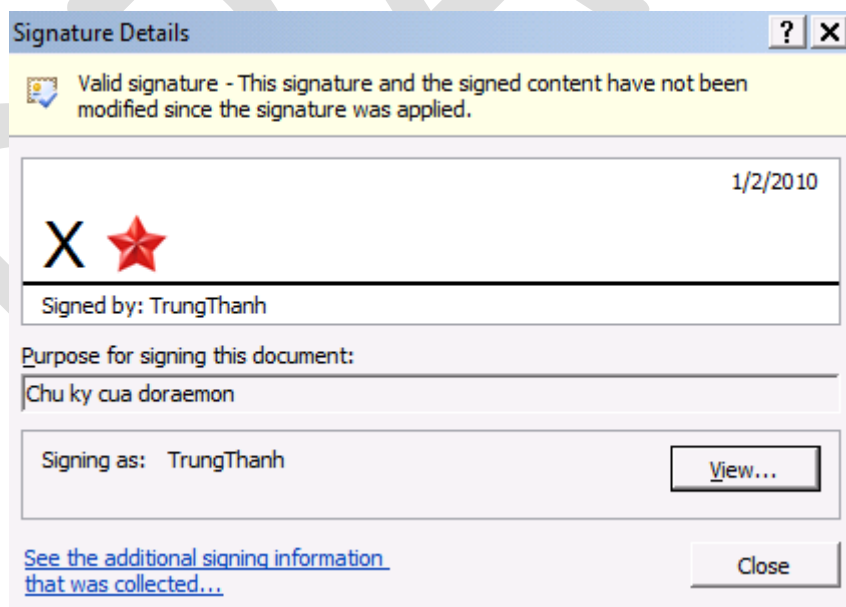 Signature Details
Valid signature - This signature and the signed content have not been
modified since the signature was applied.
1/2/2010
X
Signed by: TrungThanh
Purpose for signing this document:
Chu ky cua doraemon
Signing as: TrungThanh
View...
See the additional signing information
that was collected...
Close